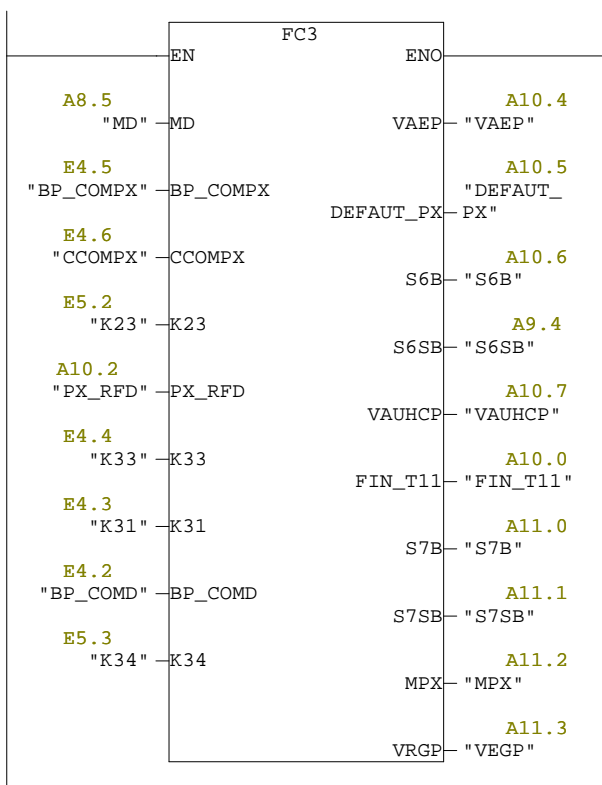 FC3
EN ENO
A8.5 A10.4
"MD" MD VAEP "VAEP"
E4.5 A10.5
"BP_COMPX" BP_COMPX "DEFAUT_
DEFAUT_PX PX"
E4.6 A10.6
"CCOMPX" CCOMPX
S6B "S6B"
E5.2 A9.4
"K23" K23
S6SB "S6SB"
A10.2 A10.7
"PX_RFD" PX_RFD
VAUHCP "VAUHCP"
E4.4 A10.0
"K33" K33
FIN_T11 "FIN_T11"
E4.3 A11.0
"K31" K31
S7B "S7B"
E4.2 A11.1
"BP_COMD" BP_COMD
S7SB "S7SB"
E5.3 A11.2
"K34" K34
MPX "MPX"
A11.3
VRGP "VEGP"